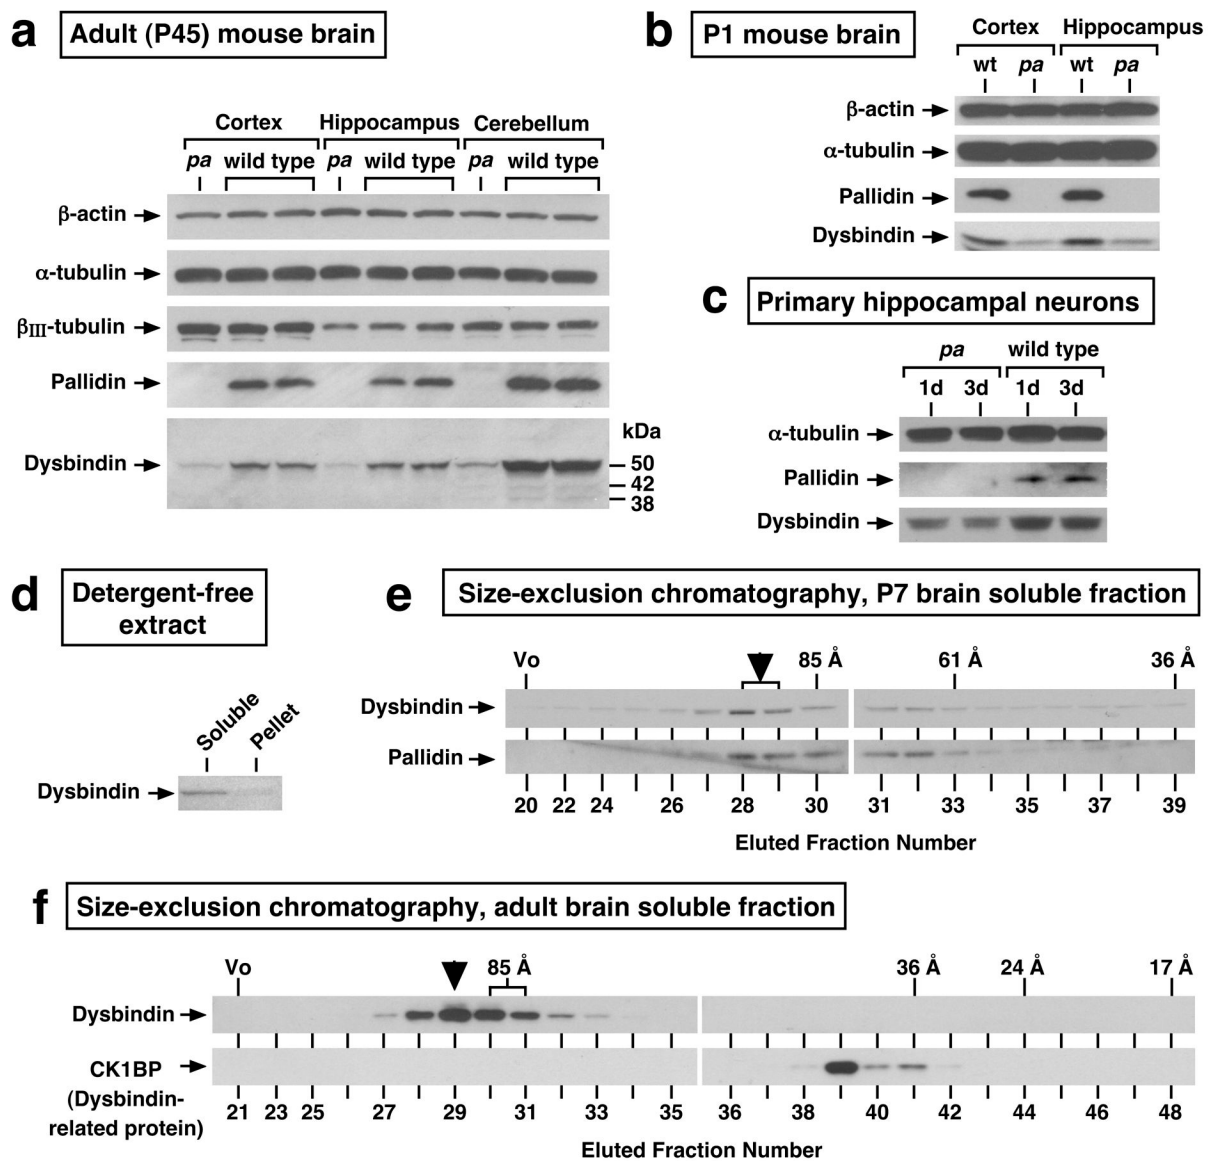 a Adult (P45) mouse brain
Cortex Hippocampus Cerebellum
pa wild type pa wild type pa wild type
β-actin
α-tubulin
βIII-tubulin
Pallidin
kDa
Dysbindin 50
42
38
b P1 mouse brain
Cortex Hippocampus
wt pa wt pa
β-actin
α-tubulin
Pallidin
Dysbindin
c Primary hippocampal neurons
pa wild type
1d 3d 1d 3d
α-tubulin
Pallidin
Dysbindin
d Detergent-free
extract
Soluble Pellet
Dysbindin
e Size-exclusion chromatography, P7 brain soluble fraction
Vo 85 Å 61 Å 36 Å
Dysbindin
Pallidin
20 22 24 26 28 30 31 33 35 37 39
Eluted Fraction Number
f Size-exclusion chromatography, adult brain soluble fraction
Vo 85 Å 36 Å 24 Å 17 Å
Dysbindin
CK1BP
(Dysbindin-
related protein)
21 23 25 27 29 31 33 35 36 38 40 42 44 46 48
Eluted Fraction Number